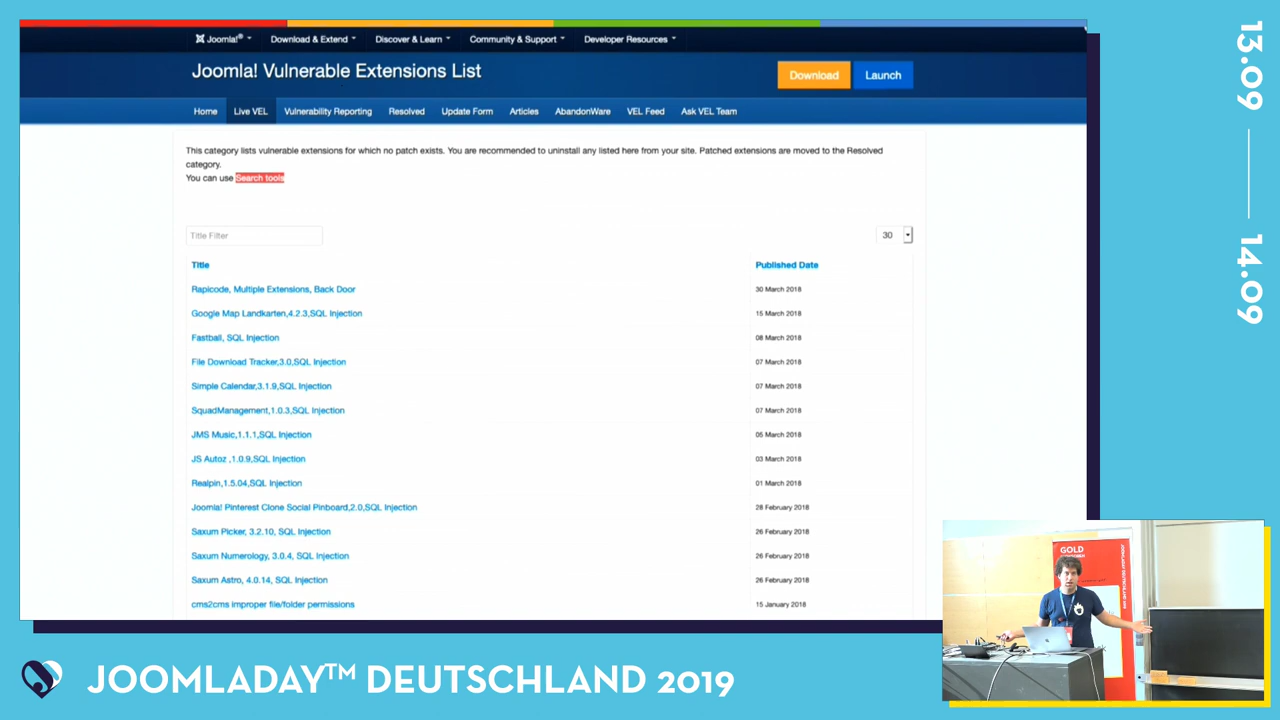 Joomla!® Download & Extend Discover & Learn Community & Support Developer Resources
Joomla! Vulnerable Extensions List
Download Launch
Home Live VEL Vulnerability Reporting Resolved Update Form Articles AbandonWare VEL Feed Ask VEL Team
This category lists vulnerable extensions for which no patch exists. You are recommended to uninstall any listed here from your site. Patched extensions are moved to the Resolved
category.
You can use Search tools
Title Filter 30
Title Published Date
Rapicode, Multiple Extensions, Back Door 30 March 2018
Google Map Landkarten,4.2.3,SQL Injection 15 March 2018
Fastball, SQL Injection 08 March 2018
File Download Tracker,3.0,SQL Injection 07 March 2018
Simple Calendar,3.1.9,SQL Injection 07 March 2018
SquadManagement,1.0.3,SQL Injection 07 March 2018
JMS Music,1.1.1,SQL Injection 05 March 2018
JS Autoz ,1.0.9,SQL Injection 03 March 2018
Realpin,1.5.04,SQL Injection 01 March 2018
Joomla! Pinterest Clone Social Pinboard,2.0,SQL Injection 28 February 2018
Saxum Picker, 3.2.10, SQL Injection 26 February 2018
Saxum Numerology, 3.0.4, SQL Injection 26 February 2018
Saxum Astro, 4.0.14, SQL Injection 26 February 2018
cms2cms improper file/folder permissions 15 January 2018
13.09
14.09
GOLD
JOOMLADAY™ DEUTSCHLAND 2019